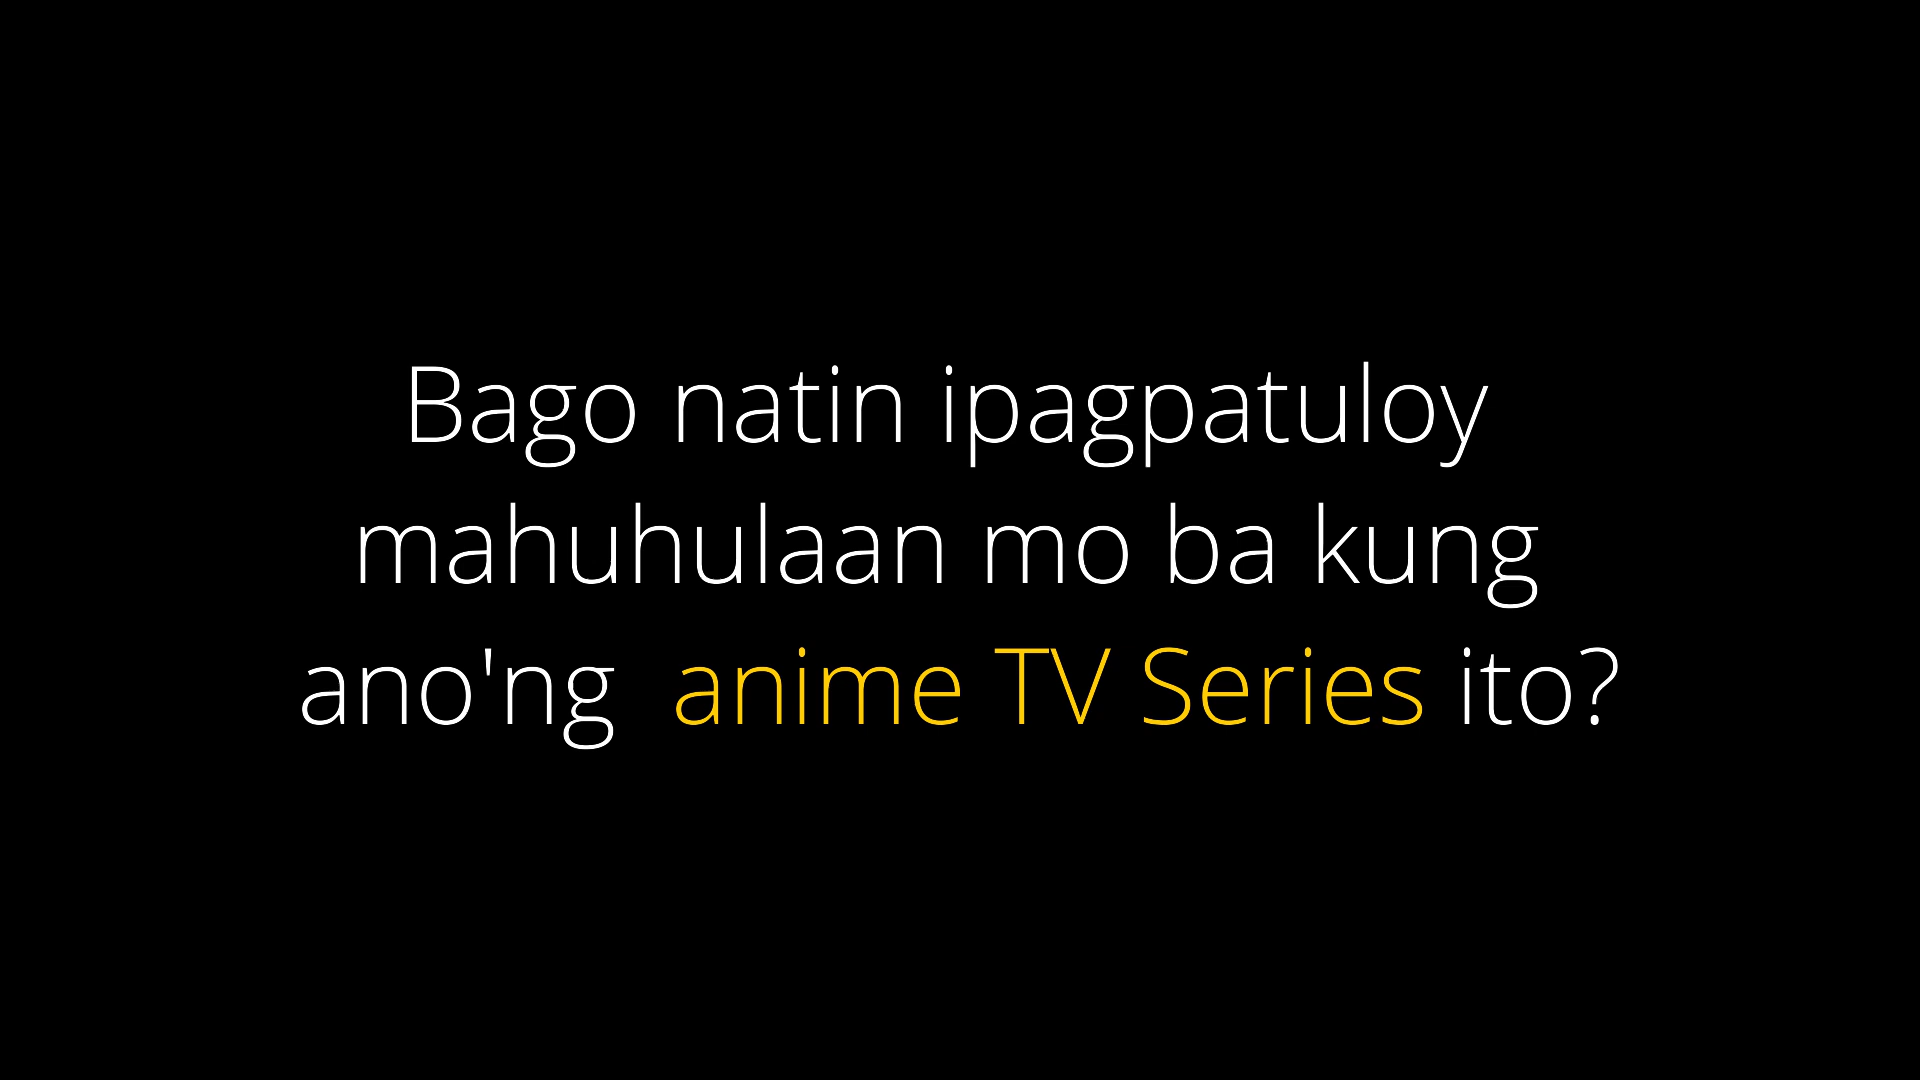 Bago natin ipagpatuloy
mahuhulaan mo ba kung
ano'ng  anime TV Series ito?